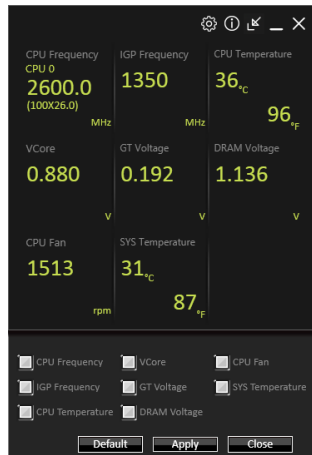 CPU Frequency IGP Frequency CPU Temperature
CPU 0
2600.0 1350 36°C
(100X26.0)
MHz MHz 96°F
VCore GT Voltage DRAM Voltage
0.880 0.192 1.136
V V V
CPU Fan SYS Temperature
1513 31°C
rpm 87°F
CPU Frequency VCore CPU Fan
IGP Frequency GT Voltage SYS Temperature
CPU Temperature DRAM Voltage
Default Apply Close